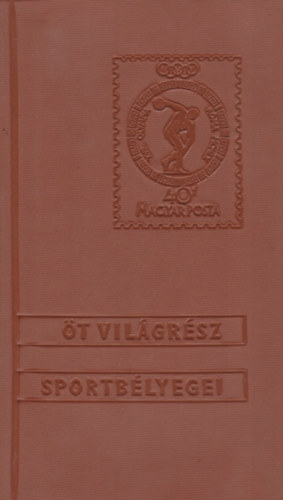 40f
MAGYAR POSTA
ÖT VILÁGRÉSZ
SPORTBÉLYEGEI